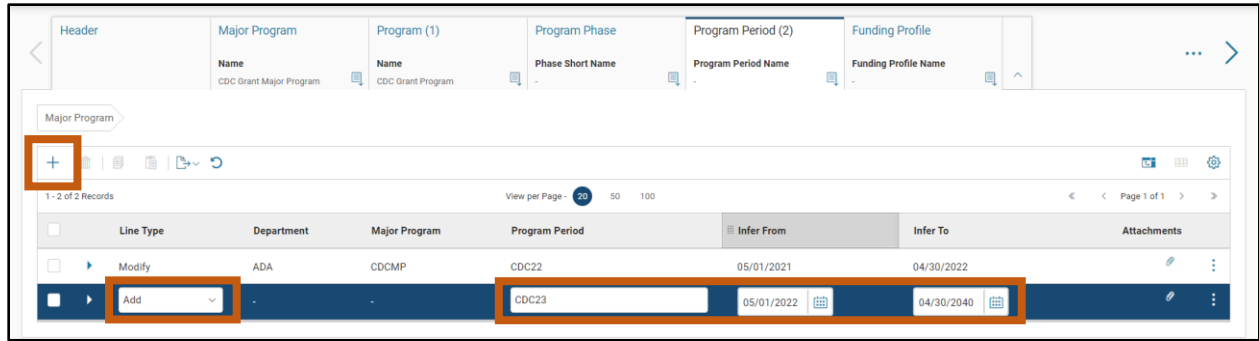 Header Major Program Program (1) Program Phase Program Period (2) Funding Profile
Name Name Phase Short Name Program Period Name Funding Profile Name
CDC Grant Major Program CDC Grant Program - - -
Major Program
1 - 2 of 2 Records View per Page - 20 50 100 Page 1 of 1
Line Type Department Major Program Program Period Infer From Infer To Attachments
Modify ADA CDCMP CDC22 05/01/2021 04/30/2022
Add - - CDC23 05/01/2022 04/30/2040